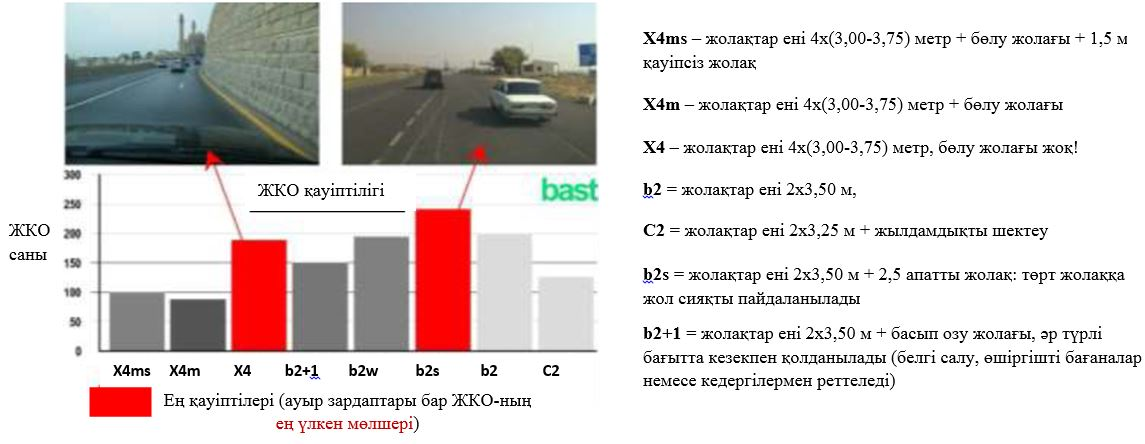 X4ms – жолақтар ені 4х(3,00-3,75) метр + бөлу жолағы + 1,5 м
қауіпсіз жолақ
X4m – жолақтар ені 4х(3,00-3,75) метр + бөлу жолағы
X4 – жолақтар ені 4х(3,00-3,75) метр, бөлу жолағы жоқ!
b2 = жолақтар ені 2х3,50 м,
C2 = жолақтар ені 2х3,25 м + жылдамдықты шектеу
b2s = жолақтар ені 2х3,50 м + 2,5 апатты жолақ: төрт жолаққа
жол сияқты пайдаланылады
b2+1 = жолақтар ені 2х3,50 м + басып озу жолағы, әр түрлі
бағытта кезекпен қолданылады (белгі салу, өшіргішті бағаналар
немесе кедергілермен реттеледі)
ЖКО қауіптілігі
bast
ЖКО
саны
300
250
200
150
100
50
0
X4ms X4m X4 b2+1 b2w b2s b2 C2
Ең қауіптілері (ауыр зардаптары бар ЖКО-ның
ең үлкен мөлшері)